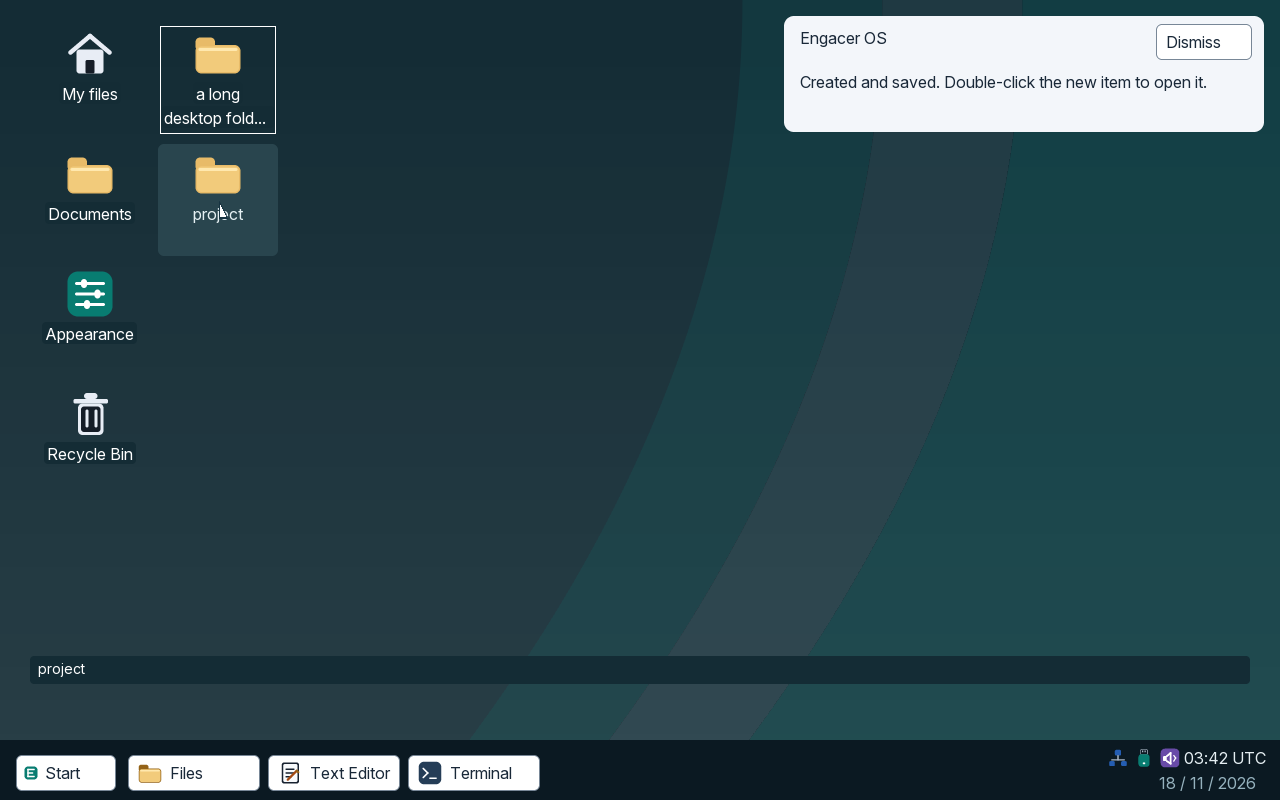 My files
a long
desktop fold...
Documents
project
Appearance
Recycle Bin
Engacer OS
Dismiss
Created and saved. Double-click the new item to open it.
project
Start
Files
Text Editor
Terminal
03:42 UTC
18 / 11 / 2026